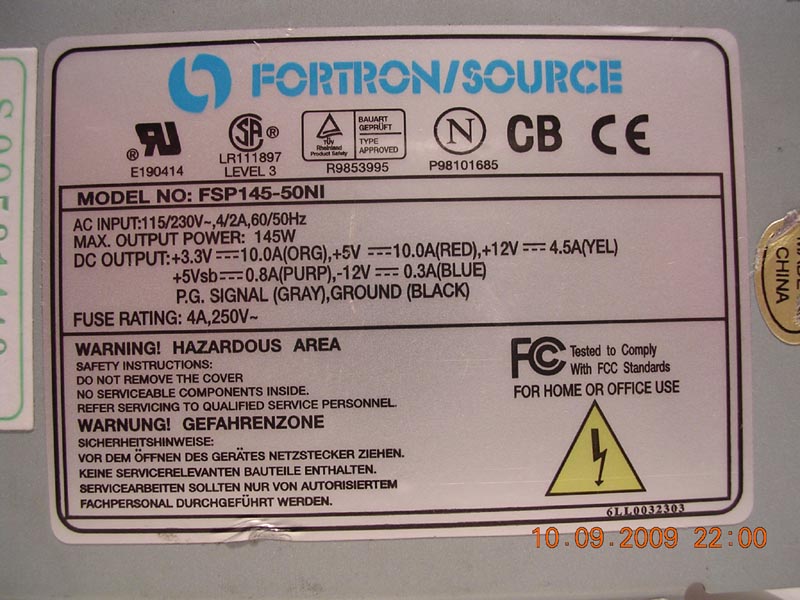 FORTRON/SOURCE
E190414
LR111897
LEVEL 3
TÜV
Rheinland
Product Safety
BAUART
GEPRÜFT
TYPE
APPROVED
R9853995
N
P98101685
CB
CE
MODEL NO: FSP145-50NI
AC INPUT:115/230V~,4/2A,60/50Hz
MAX. OUTPUT POWER: 145W
DC OUTPUT:+3.3V⎓10.0A(ORG),+5V⎓10.0A(RED),+12V⎓4.5A(YEL)
+5Vsb⎓0.8A(PURP),-12V⎓0.3A(BLUE)
P.G. SIGNAL (GRAY),GROUND (BLACK)
FUSE RATING: 4A,250V~
WARNING! HAZARDOUS AREA
SAFETY INSTRUCTIONS:
DO NOT REMOVE THE COVER
NO SERVICEABLE COMPONENTS INSIDE.
REFER SERVICING TO QUALIFIED SERVICE PERSONNEL.
WARNUNG! GEFAHRENZONE
SICHERHEITSHINWEISE:
VOR DEM ÖFFNEN DES GERÄTES NETZSTECKER ZIEHEN.
KEINE SERVICERELEVANTEN BAUTEILE ENTHALTEN.
SERVICEARBEITEN SOLLTEN NUR VON AUTORISIERTEM
FACHPERSONAL DURCHGEFÜHRT WERDEN.
FC Tested to Comply
With FCC Standards
FOR HOME OR OFFICE USE
6LL0032303
CHINA
10.09.2009 22:00